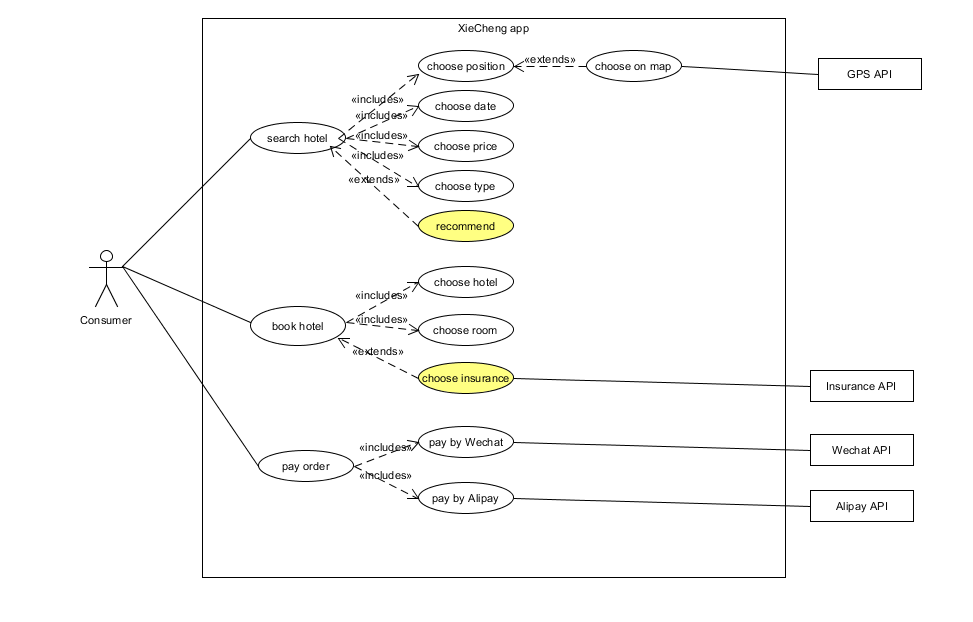 XieCheng app
choose position
«extends»
choose on map
GPS API
«includes»
choose date
«includes»
search hotel
«includes»
choose price
«includes»
choose type
«extends»
recommend
Consumer
choose hotel
«includes»
book hotel
«includes»
choose room
«extends»
choose insurance
Insurance API
pay by Wechat
«includes»
Wechat API
pay order
«includes»
pay by Alipay
Alipay API